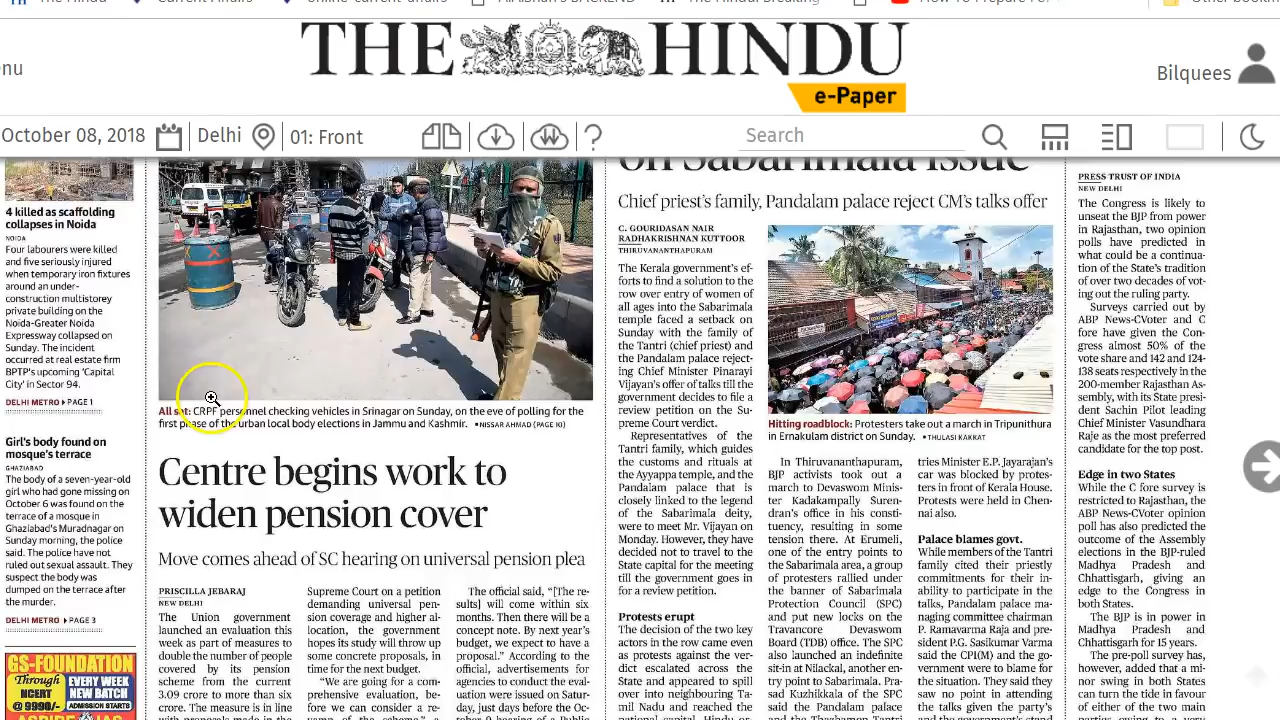 The Hindu
Current Affairs
THE HINDU
e-Paper
nu
Bilquees
October 08, 2018
Delhi
01: Front
Search
4 killed as scaffolding
collapses in Noida
NOIDA
Four labourers were killed
and five seriously injured
when temporary iron fixtures
around an under-
construction multistorey
private building on the
Noida-Greater Noida
Expressway collapsed on
Sunday. The incident
occurred at real estate firm
BPTP's upcoming 'Capital
City' in Sector 94.
DELHI METRO PAGE 1
Girl's body found on
mosque's terrace
GHAZIABAD
The body of a seven-year-old
girl who had gone missing on
October 6 was found on the
terrace of a mosque in
Ghaziabad's Muradnagar on
Sunday morning, the police
said. The police have not
ruled out sexual assault. They
suspect the body was
dumped on the terrace after
the murder.
DELHI METRO PAGE 3
GS-FOUNDATION
Through
NCERT
@ 9990/-
EVERY WEEK
NEW BATCH
ADMISSION STARTS
All set: CRPF personnel checking vehicles in Srinagar on Sunday, on the eve of polling for the
first phase of the urban local body elections in Jammu and Kashmir. NISSAR AHMAD (PAGE 10)
Centre begins work to
widen pension cover
Move comes ahead of SC hearing on universal pension plea
PRISCILLA JEBARAJ
NEW DELHI
The Union government
launched an evaluation this
week as part of measures to
double the number of people
covered by its pension
scheme from the current
3.09 crore to more than six
crore. The measure is in line
Supreme Court on a petition
demanding universal pen-
sion coverage and higher al-
location, the government
hopes its study will throw up
some concrete proposals, in
time for the next budget.
"We are going for a com-
prehensive evaluation, be-
fore we can consider a re-
The official said, "[The re-
sults] will come within six
months. Then there will be a
concept note. By next year's
budget, we expect to have a
proposal." According to the
official, advertisements for
agencies to conduct the eval-
uation were issued on Satur-
day, just days before the Oc-
on Sabarimala issue
Chief priest's family, Pandalam palace reject CM's talks offer
C. GOURIDASAN NAIR
RADHAKRISHNAN KUTTOOR
THIRUVANANTHAPURAM
The Kerala government's ef-
forts to find a solution to the
row over entry of women of
all ages into the Sabarimala
temple faced a setback on
Sunday with the family of
the Tantri (chief priest) and
the Pandalam palace reject-
ing Chief Minister Pinarayi
Vijayan's offer of talks till the
government decides to file a
review petition on the Su-
preme Court verdict.
Representatives of the
Tantri family, which guides
the customs and rituals at
the Ayyappa temple, and the
Pandalam palace that is
closely linked to the legend
of the Sabarimala deity,
were to meet Mr. Vijayan on
Monday. However, they have
decided not to travel to the
State capital for the meeting
till the government goes in
for a review petition.
Protests erupt
The decision of the two key
actors in the row came even
as protests against the ver-
dict escalated across the
State and appeared to spill
over into neighbouring Ta-
mil Nadu and reached the
Hitting roadblock: Protesters take out a march in Tripunithura
in Ernakulam district on Sunday. THULASI KAKKAT
In Thiruvananthapuram,
BJP activists took out a
march to Devaswom Minis-
ter Kadakampally Suren-
dran's office in his consti-
tuency, resulting in some
tension there. At Erumeli,
one of the entry points to
the Sabarimala area, a group
of protesters rallied under
the banner of Sabarimala
Protection Council (SPC)
and put new locks on the
Travancore Devaswom
Board (TDB) office. The SPC
also launched an indefinite
sit-in at Nilackal, another en-
try point to Sabarimala. Pra-
sad Kuzhikkala of the SPC
tries Minister E.P. Jayarajan's
car was blocked by protes-
ters in front of Kerala House.
Protests were held in Chen-
nai also.
Palace blames govt.
While members of the Tantri
family cited their priestly
commitments for their in-
ability to participate in the
talks, Pandalam palace ma-
naging committee chairman
P. Ramavarma Raja and pre-
sident P.G. Sasikumar Varma
said the CPI(M) and the go-
vernment were to blame for
the situation. They said they
saw no point in attending
the talks given the party's
PRESS TRUST OF INDIA
NEW DELHI
The Congress is likely to
unseat the BJP from power
in Rajasthan, two opinion
polls have predicted in
what could be a continua-
tion of the State's tradition
of over two decades of vot-
ing out the ruling party.
Surveys carried out by
ABP News-CVoter and C
fore have given the Con-
gress almost 50% of the
vote share and 142 and 124-
138 seats respectively in the
200-member Rajasthan As-
sembly, with its State presi-
dent Sachin Pilot leading
Chief Minister Vasundhara
Raje as the most preferred
candidate for the top post.
Edge in two States
While the C fore survey is
restricted to Rajasthan, the
ABP News-CVoter opinion
poll has also predicted the
outcome of the Assembly
elections in the BJP-ruled
Madhya Pradesh and
Chhattisgarh, giving an
edge to the Congress in
both States.
The BJP is in power in
Madhya Pradesh and
Chhattisgarh for 15 years.
The pre-poll survey has,
however, added that a mi-
nor swing in both States
can turn the tide in favour